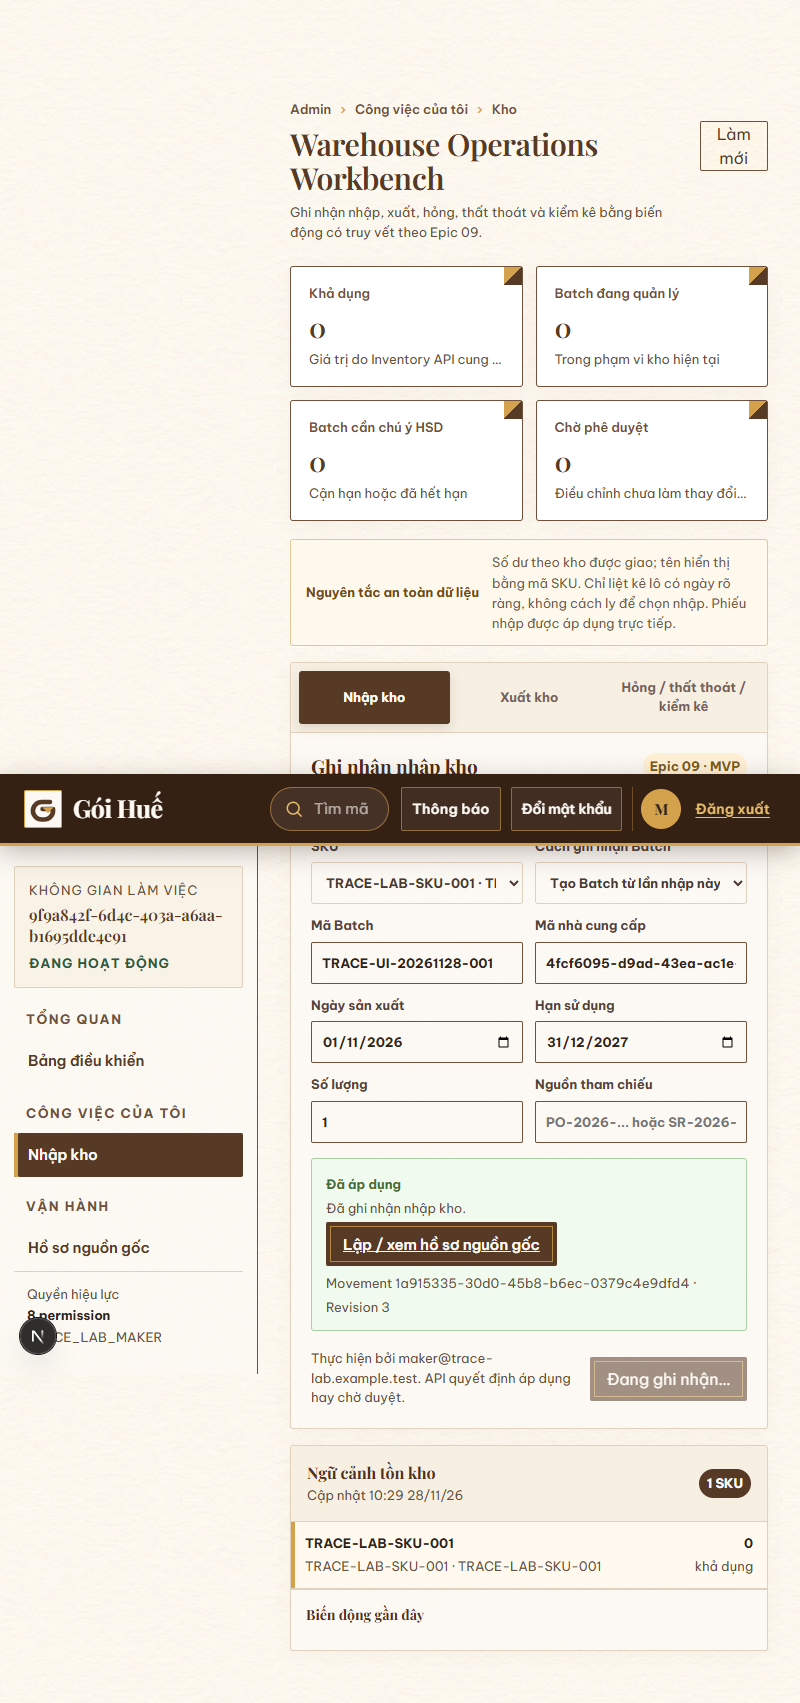 Admin › Công việc của tôi › Kho
Warehouse Operations
Workbench
Làm
mới
Ghi nhận nhập, xuất, hỏng, thất thoát và kiểm kê bằng biến
động có truy vết theo Epic 09.
Khả dụng
0
Giá trị do Inventory API cung ...
Batch đang quản lý
0
Trong phạm vi kho hiện tại
Batch cần chú ý HSD
0
Cận hạn hoặc đã hết hạn
Chờ phê duyệt
0
Điều chỉnh chưa làm thay đổi...
Nguyên tắc an toàn dữ liệu
Số dư theo kho được giao; tên hiển thị
bằng mã SKU. Chỉ liệt kê lô có ngày rõ
ràng, không cách ly để chọn nhập. Phiếu
nhập được áp dụng trực tiếp.
Nhập kho
Xuất kho
Hỏng / thất thoát /
kiểm kê
Ghi nhận nhập kho
Epic 09 · MVP
Gói Huế
Tìm mã
Thông báo
Đổi mật khẩu
M
Đăng xuất
KHÔNG GIAN LÀM VIỆC
9f9a842f-6d4c-403a-a6aa-
b1695ddc4e91
ĐANG HOẠT ĐỘNG
TỔNG QUAN
Bảng điều khiển
CÔNG VIỆC CỦA TÔI
Nhập kho
VẬN HÀNH
Hồ sơ nguồn gốc
Quyền hiệu lực
8 permission
N
CE_LAB_MAKER
SKU
Cách ghi nhận Batch
TRACE-LAB-SKU-001 · TI
Tạo Batch từ lần nhập này
Mã Batch
Mã nhà cung cấp
TRACE-UI-20261128-001
4fcf6095-d9ad-43ea-ac1e-
Ngày sản xuất
Hạn sử dụng
01/11/2026
31/12/2027
Số lượng
Nguồn tham chiếu
1
PO-2026-... hoặc SR-2026-
Đã áp dụng
Đã ghi nhận nhập kho.
Lập / xem hồ sơ nguồn gốc
Movement 1a915335-30d0-45b8-b6ec-0379c4e9dfd4 ·
Revision 3
Thực hiện bởi maker@trace-
lab.example.test. API quyết định áp dụng
hay chờ duyệt.
Đang ghi nhận...
Ngữ cảnh tồn kho
Cập nhật 10:29 28/11/26
1 SKU
TRACE-LAB-SKU-001
0
TRACE-LAB-SKU-001 · TRACE-LAB-SKU-001
khả dụng
Biến động gần đây